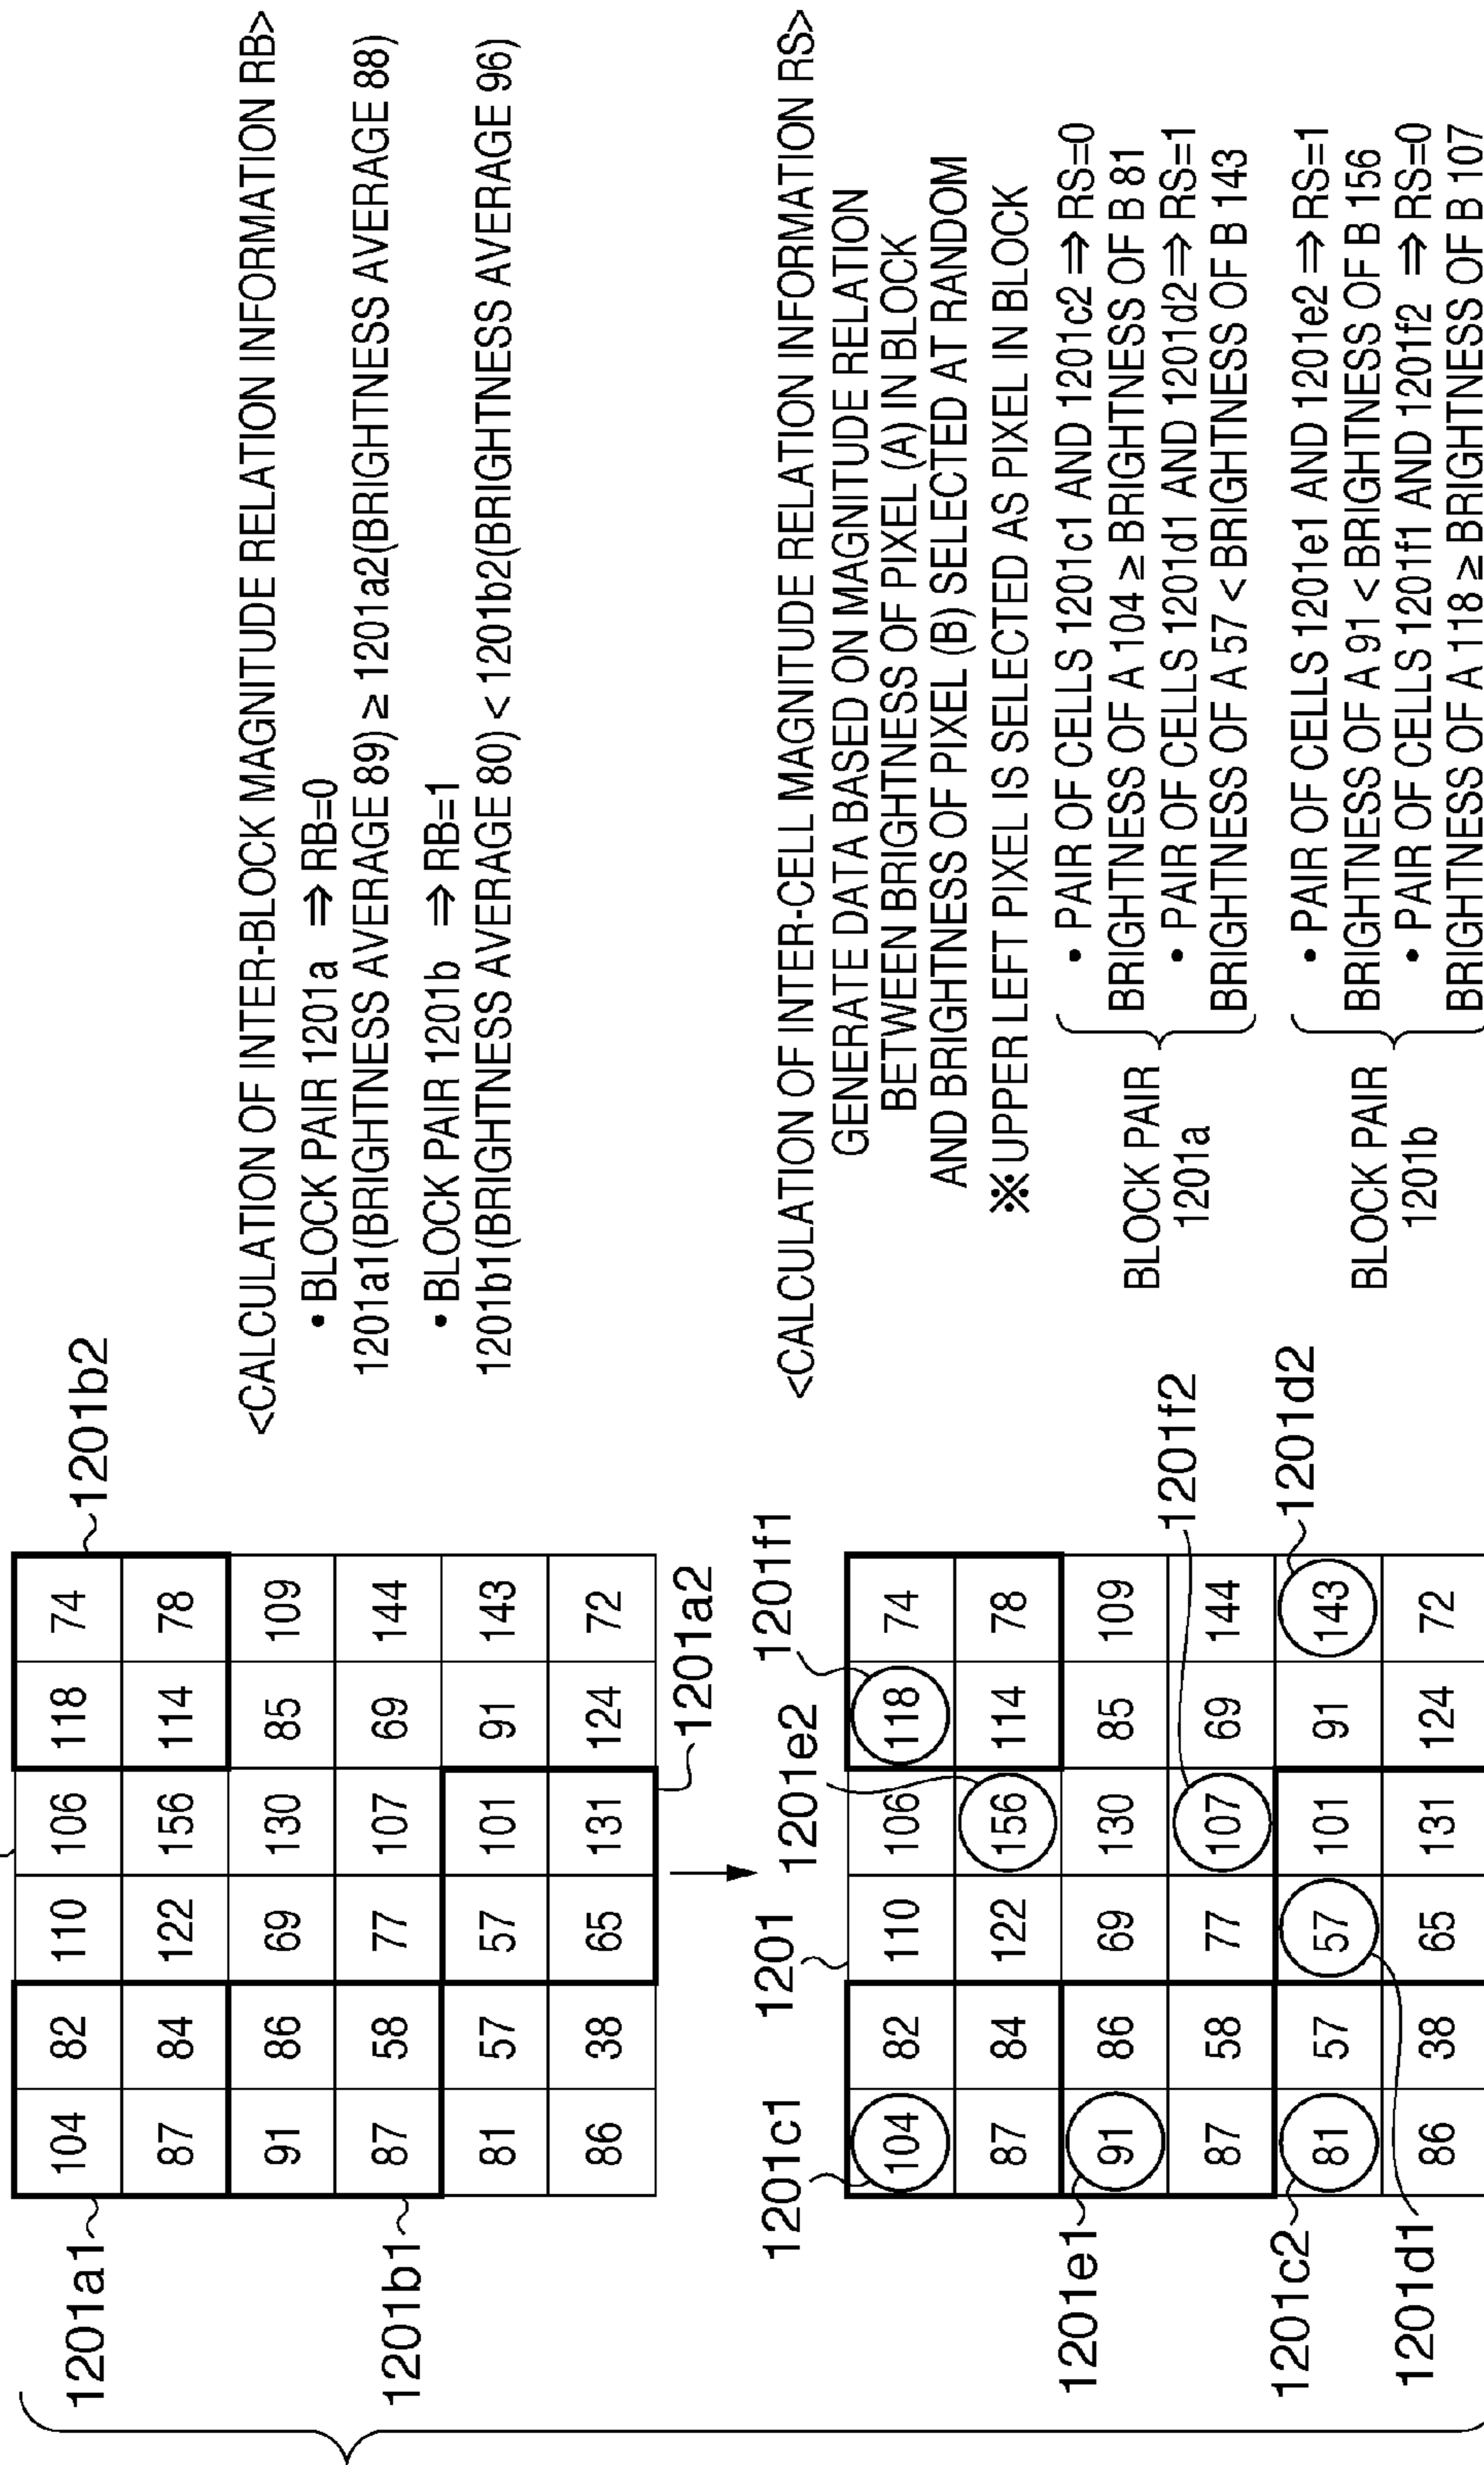 1201a1
1201b1
104 82 110 106 118 74
87 84 122 156 114 78
91 86 69 130 85 109
87 58 77 107 69 144
81 57 57 101 91 143
86 38 65 131 124 72
1201b2
1201a2
<CALCULATION OF INTER-BLOCK MAGNITUDE RELATION INFORMATION RB>
• BLOCK PAIR 1201a ⇒ RB=0
1201a1(BRIGHTNESS AVERAGE 89) ≥ 1201a2(BRIGHTNESS AVERAGE 88)
• BLOCK PAIR 1201b ⇒ RB=1
1201b1(BRIGHTNESS AVERAGE 80) < 1201b2(BRIGHTNESS AVERAGE 96)
1201c1
1201
1201e2
1201f1
104 82 110 106 118 74
87 84 122 156 114 78
91 86 69 130 85 109
87 58 77 107 69 144
81 57 57 101 91 143
86 38 65 131 124 72
1201e1
1201c2
1201d1
1201f2
1201d2
<CALCULATION OF INTER-CELL MAGNITUDE RELATION INFORMATION RS>
GENERATE DATA BASED ON MAGNITUDE RELATION
BETWEEN BRIGHTNESS OF PIXEL (A) IN BLOCK
AND BRIGHTNESS OF PIXEL (B) SELECTED AT RANDOM
※ UPPER LEFT PIXEL IS SELECTED AS PIXEL IN BLOCK
BLOCK PAIR
1201a
• PAIR OF CELLS 1201c1 AND 1201c2 ⇒ RS=0
BRIGHTNESS OF A 104 ≥ BRIGHTNESS OF B 81
• PAIR OF CELLS 1201d1 AND 1201d2 ⇒ RS=1
BRIGHTNESS OF A 57 < BRIGHTNESS OF B 143
BLOCK PAIR
1201b
• PAIR OF CELLS 1201e1 AND 1201e2 ⇒ RS=1
BRIGHTNESS OF A 91 < BRIGHTNESS OF B 156
• PAIR OF CELLS 1201f1 AND 1201f2 ⇒ RS=0
BRIGHTNESS OF A 118 ≥ BRIGHTNESS OF B 107